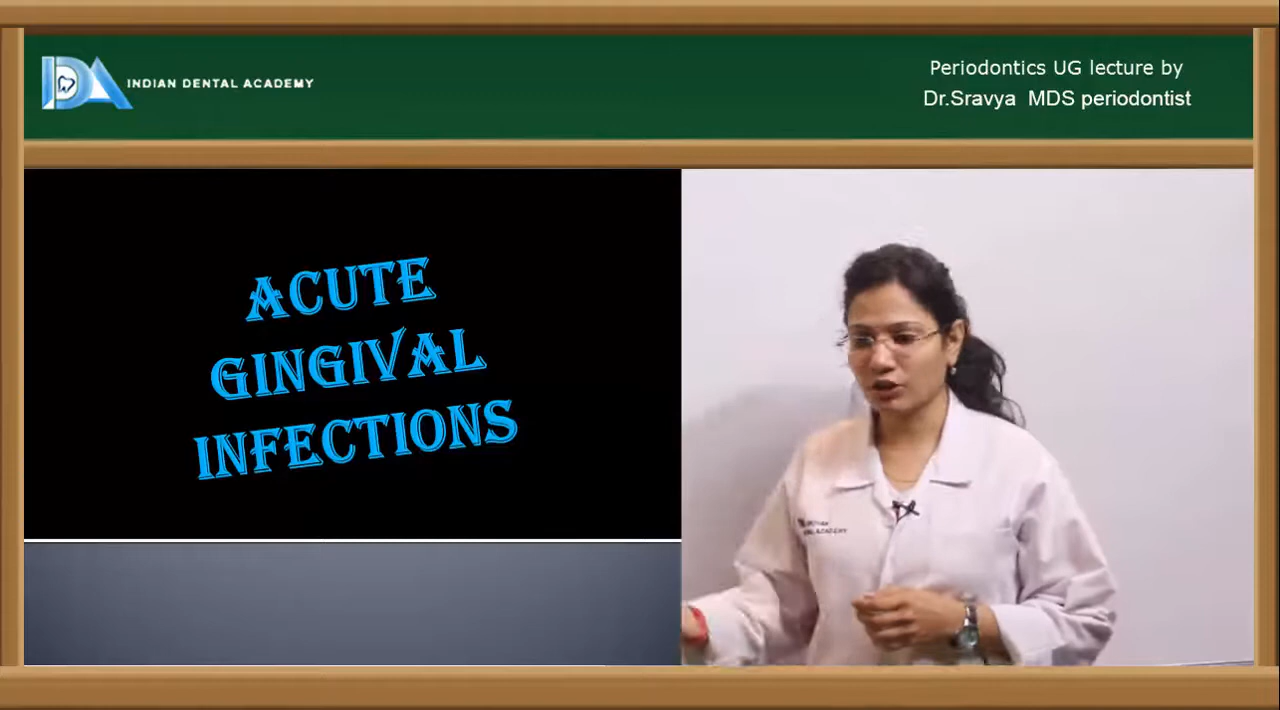 INDIAN DENTAL ACADEMY
Periodontics UG lecture by
Dr.Sravya MDS periodontist
ACUTE
GINGIVAL
INFECTIONS